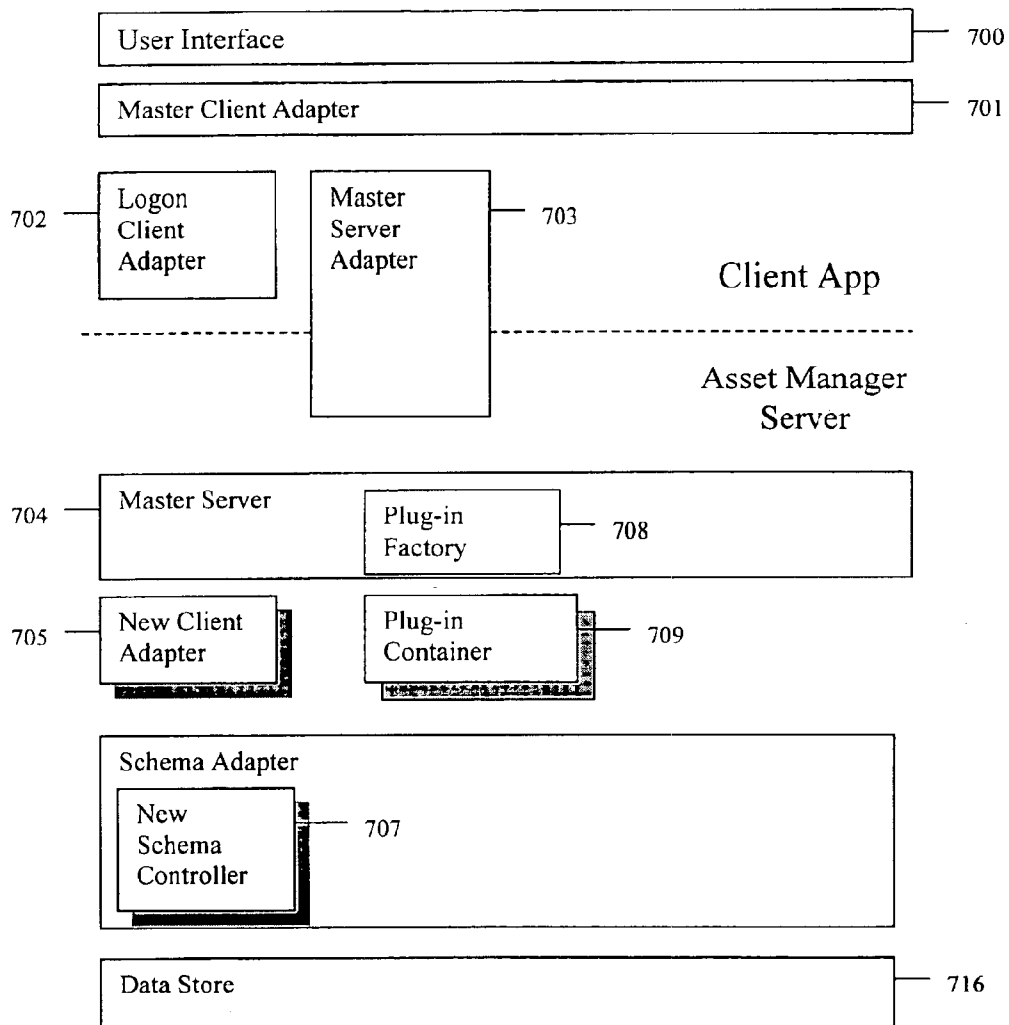 User Interface
700
Master Client Adapter
701
702
Logon
Client
Adapter
Master
Server
Adapter
703
Client App
Asset Manager
Server
704
Master Server
Plug-in
Factory
708
705
New Client
Adapter
Plug-in
Container
709
Schema Adapter
New
Schema
Controller
707
Data Store
716